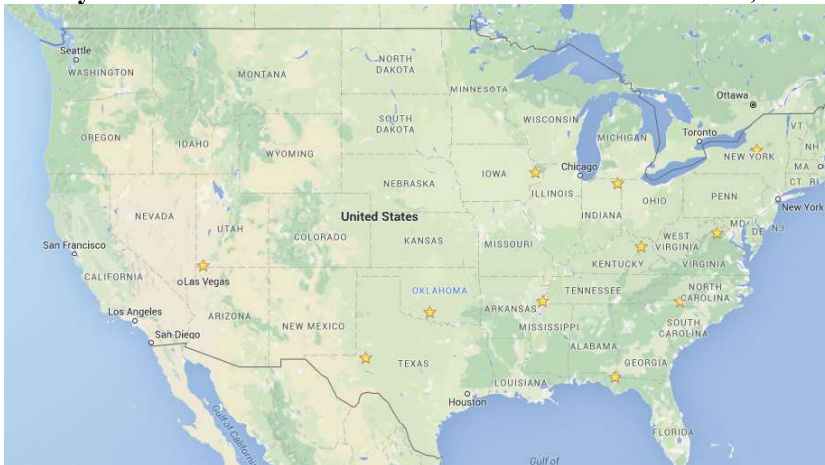 Seattle
WASHINGTON
MONTANA
NORTH
DAKOTA
MINNESOTA
Ottawa
OREGON
IDAHO
SOUTH
DAKOTA
WISCONSIN
MICHIGAN
Toronto
VT
NH
WYOMING
NEW YORK
MA
CT RI
IOWA
Chicago
NEBRASKA
ILLINOIS
INDIANA
OHIO
PENN
New York
NEVADA
UTAH
COLORADO
United States
KANSAS
MISSOURI
WEST
VIRGINIA
MD
DE
NJ
San Francisco
CALIFORNIA
Las Vegas
KENTUCKY
VIRGINIA
OKLAHOMA
TENNESSEE
NORTH
CAROLINA
Los Angeles
ARIZONA
NEW MEXICO
ARKANSAS
MISSISSIPPI
SOUTH
CAROLINA
San Diego
TEXAS
ALABAMA
GEORGIA
LOUISIANA
Houston
FLORIDA
Gulf of California
Gulf of